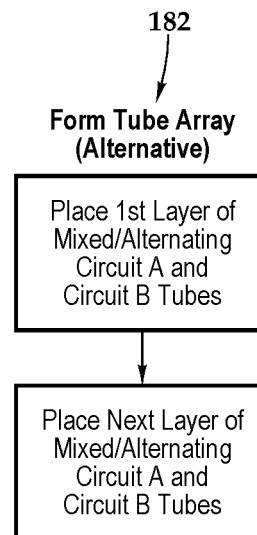 182
Form Tube Array
(Alternative)
Place 1st Layer of
Mixed/Alternating
Circuit A and
Circuit B Tubes
Place Next Layer of
Mixed/Alternating
Circuit A and
Circuit B Tubes